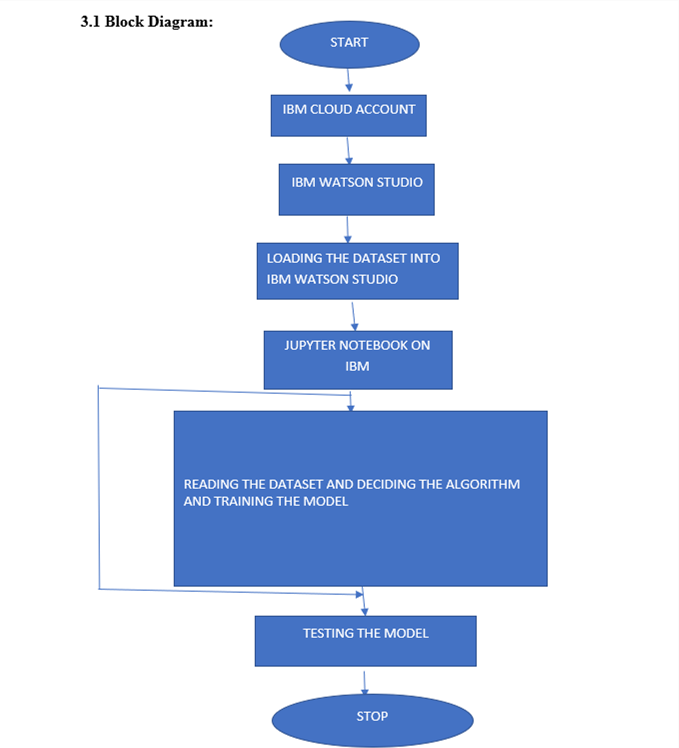 3.1 Block Diagram:
START
IBM CLOUD ACCOUNT
IBM WATSON STUDIO
LOADING THE DATASET INTO
IBM WATSON STUDIO
JUPYTER NOTEBOOK ON
IBM
READING THE DATASET AND DECIDING THE ALGORITHM
AND TRAINING THE MODEL
TESTING THE MODEL
STOP